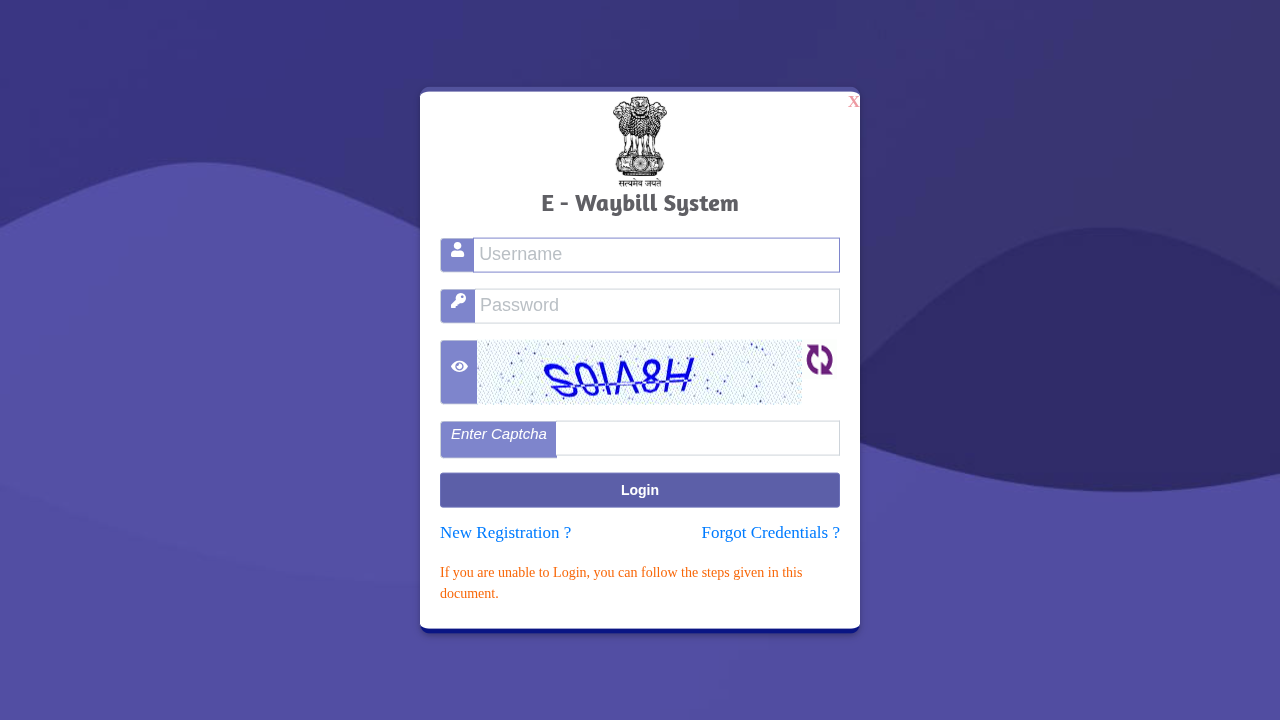 X
सत्यमेव जयते
E - Waybill System
Username
Password
Enter Captcha
Login
New Registration ? Forgot Credentials ?
If you are unable to Login, you can follow the steps given in this
document.